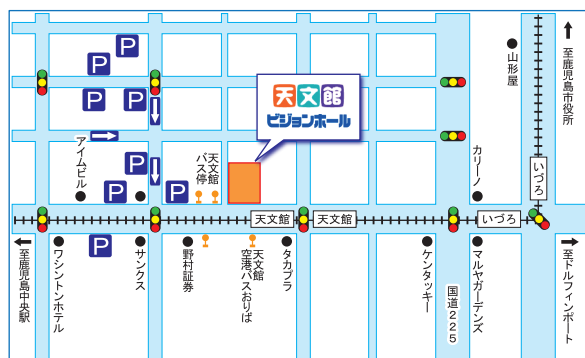 P
P
P
P
P
P
P
P
天文館
ビジョンホール
山形屋
至鹿児島市役所
アイムビル
天文館
バス停
カリーノ
いづろ
天文館
天文館
いづろ
至鹿児島中央駅
ワシントンホテル
サンクス
野村証券
天文館
空港バスおりば
タカプラ
ケンタッキー
国道225
マルヤガーデンズ
至ドルフィンポート